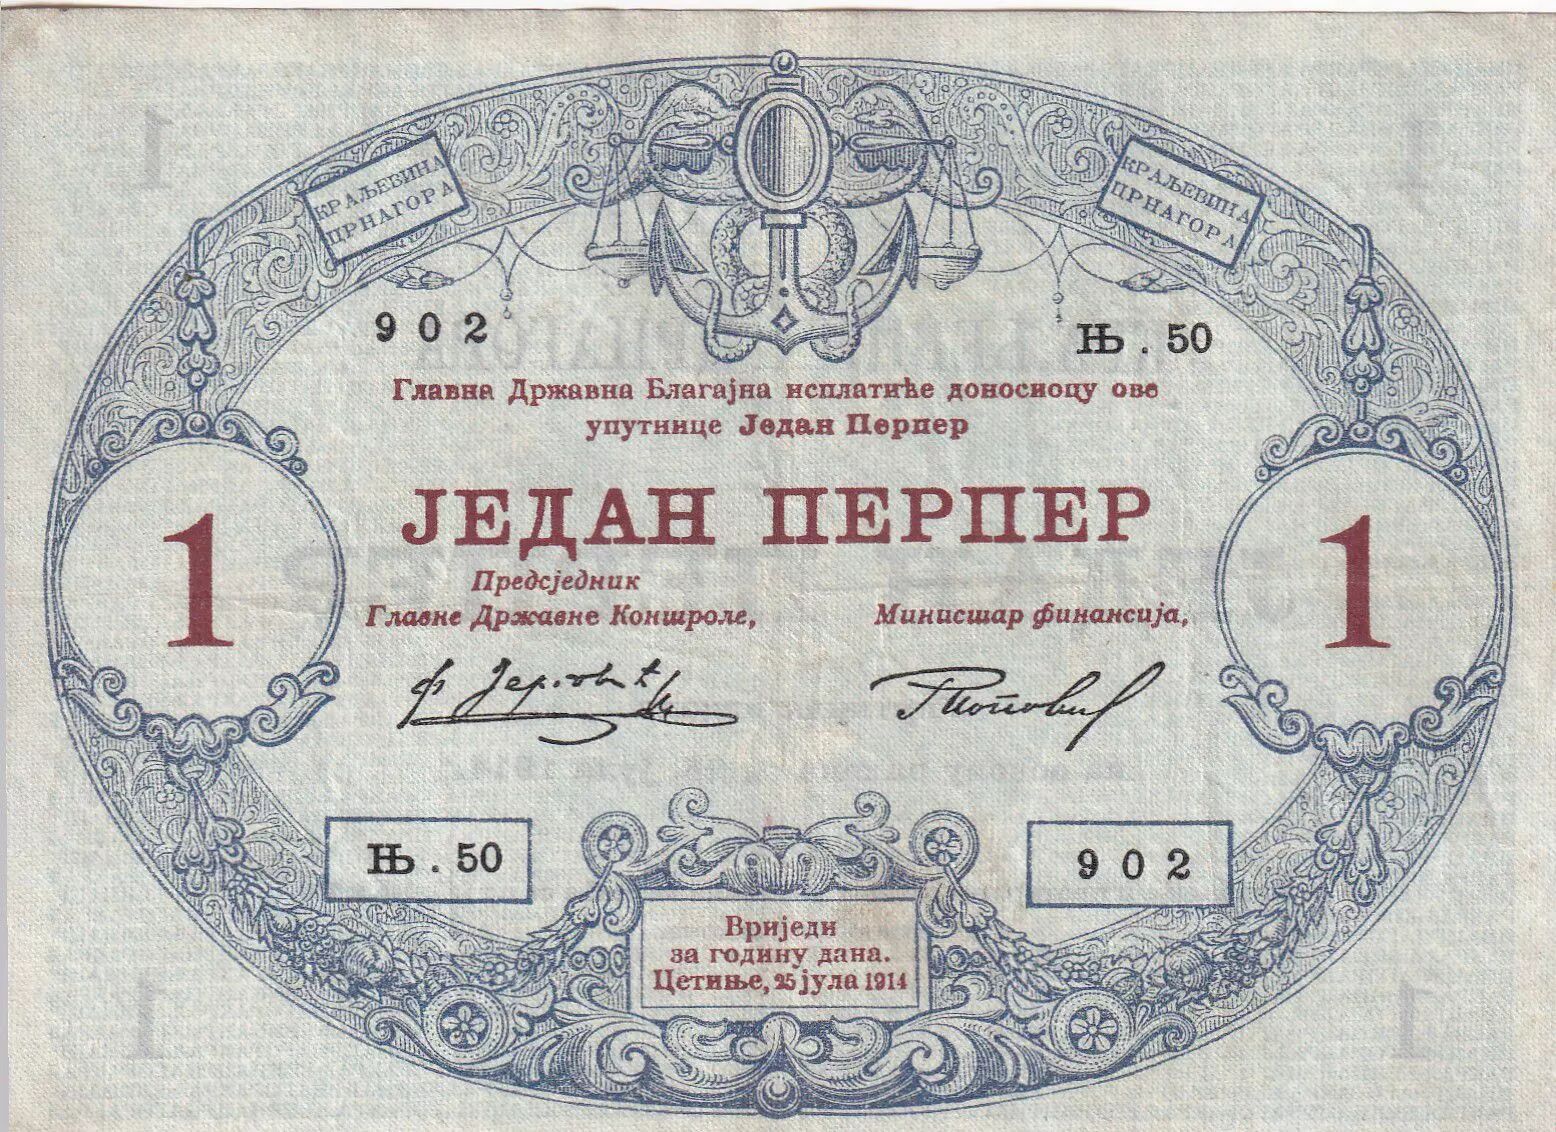 КРАЉЕВИНА
ЦРНАГОРА
КРАЉЕВИНА
ЦРНАГОРА
902
Њ. 50
Главна Државна Благајна исплатиће доносиоцу ове
упутнице Један Перпер
ЈЕДАН ПЕРПЕР
1
1
Предсједник
Главне Државне Контроле,
Министар финансија,
Њ. 50
902
Вриједи
за годину дана.
Цетиње, 25 јула 1914